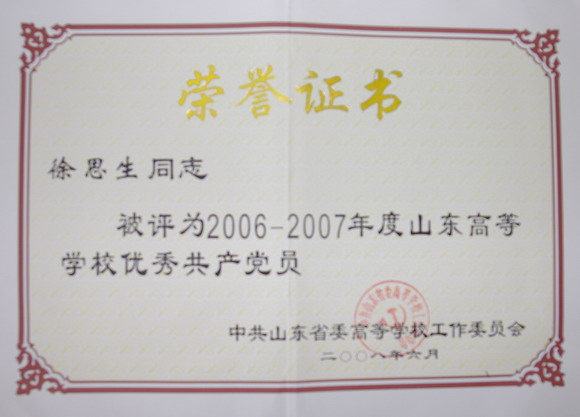 荣誉证书
徐思生同志
被评为2006-2007年度山东高等
学校优秀共产党员
中共山东省委高等学校工作委员会
二〇〇八年六月